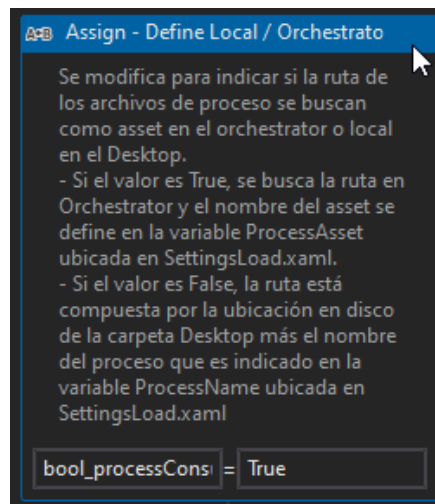 A=B Assign - Define Local / Orchestrato
Se modifica para indicar si la ruta de
los archivos de proceso se buscan
como asset en el orchestrator o local
en el Desktop.
- Si el valor es True, se busca la ruta en
Orchestrator y el nombre del asset se
define en la variable ProcessAsset
ubicada en SettingsLoad.xaml.
- Si el valor es False, la ruta está
compuesta por la ubicación en disco
de la carpeta Desktop más el nombre
del proceso que es indicado en la
variable ProcessName ubicada en
SettingsLoad.xaml
bool_processCons = True